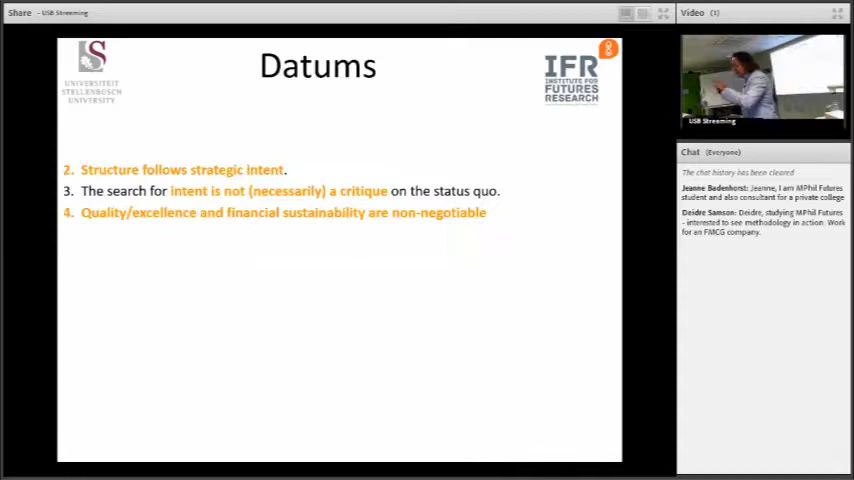 Share - USB Streaming
Video (1)
Datums
UNIVERSITEIT
STELLENBOSCH
UNIVERSITY
IFR
INSTITUTE FOR
FUTURES
RESEARCH
2. Structure follows strategic intent.
3. The search for intent is not (necessarily) a critique on the status quo.
4. Quality/excellence and financial sustainability are non-negotiable
USB Streaming
Chat (Everyone)
The chat history has been cleared
Jeanne Badenhorst: Jeanne, I am MPhil Futures
student and also consultant for a private college
Deidre Samson: Deidre, studying MPhil Futures
- interested to see methodology in action. Work
for an FMCG company.